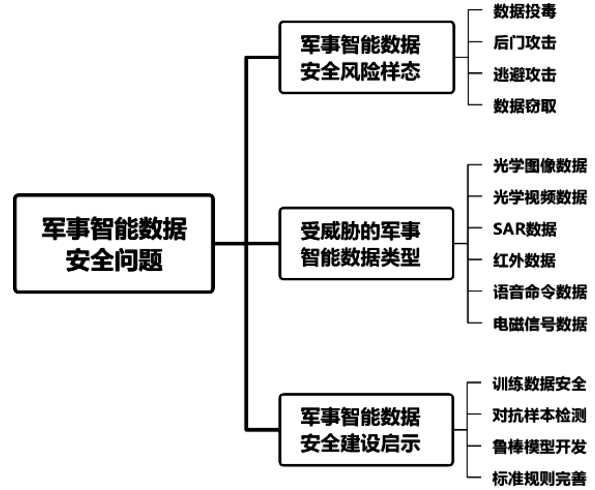 军事智能数据
安全问题
军事智能数据
安全风险样态
数据投毒
后门攻击
逃避攻击
数据窃取
受威胁的军事
智能数据类型
光学图像数据
光学视频数据
SAR数据
红外数据
语音命令数据
电磁信号数据
军事智能数据
安全建设启示
训练数据安全
对抗样本检测
鲁棒模型开发
标准规则完善